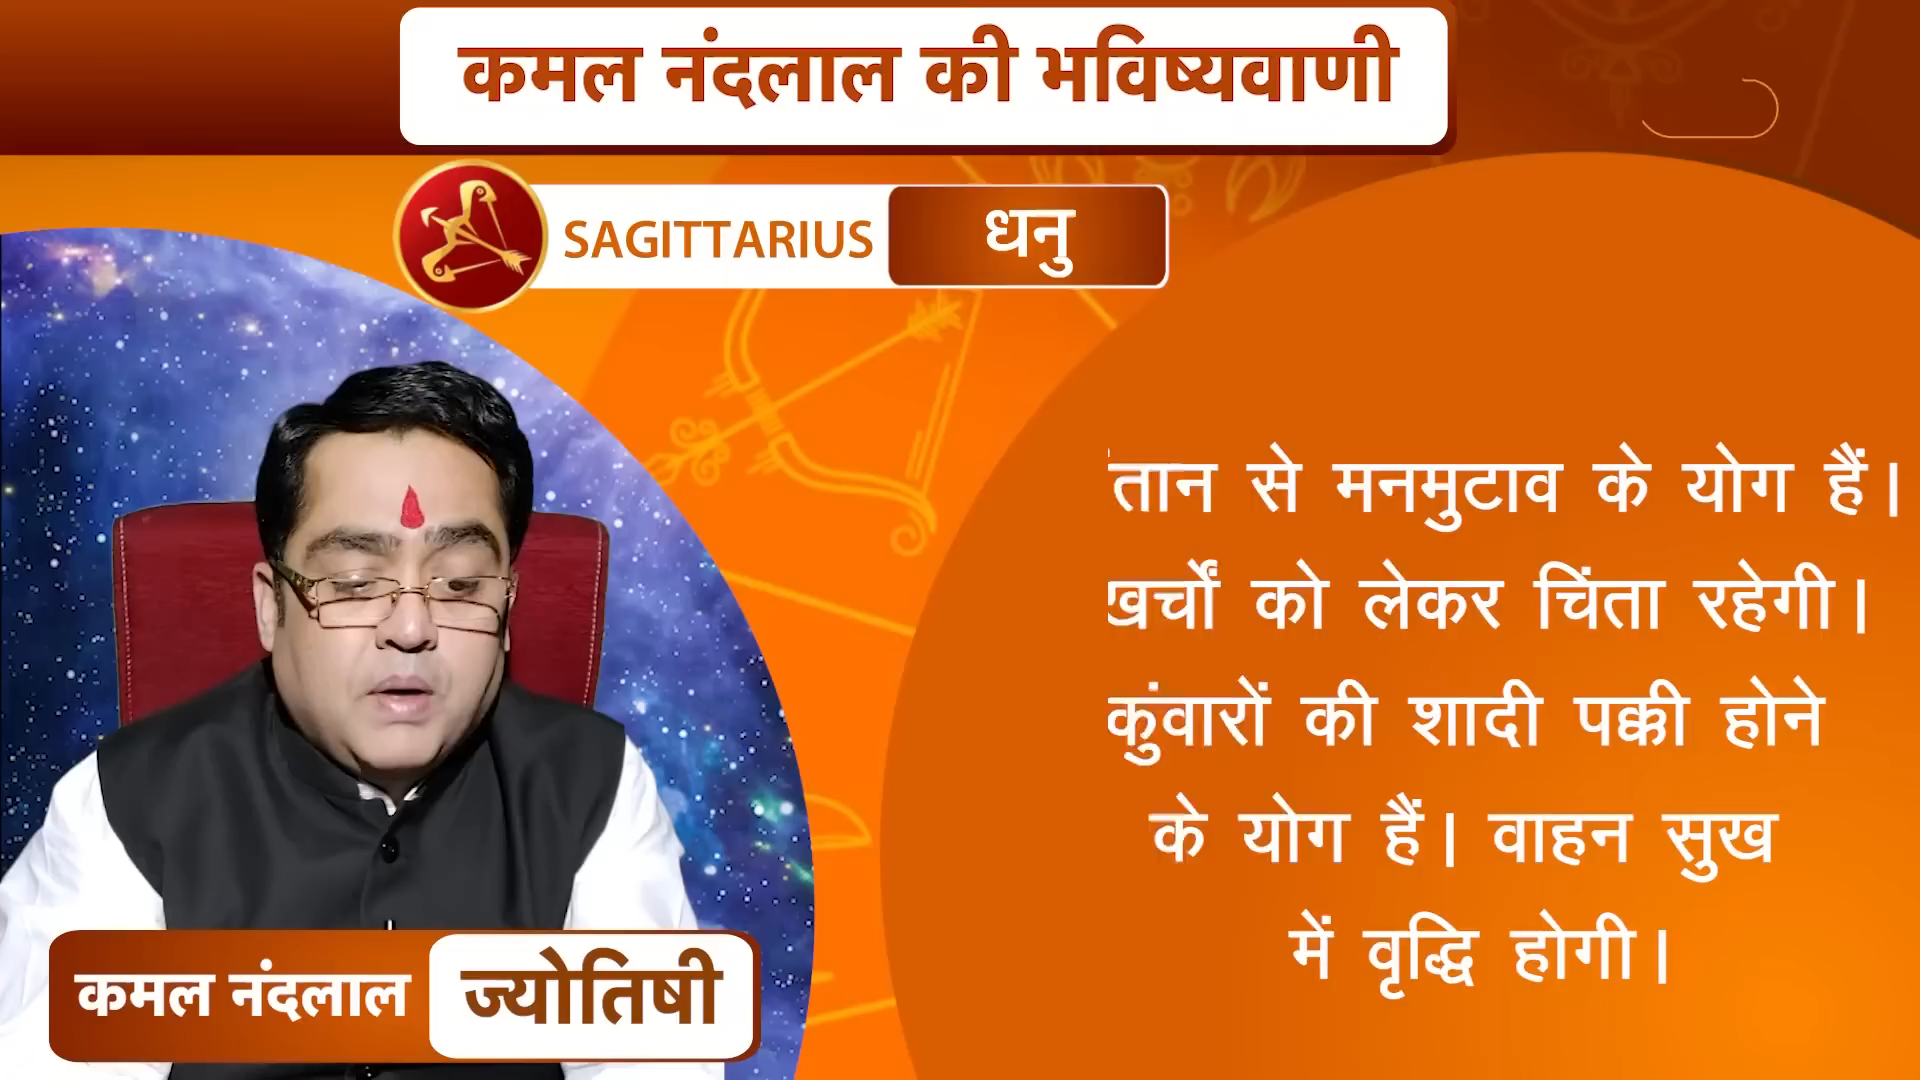 कमल नंदलाल की भविष्यवाणी
SAGITTARIUS धनु
से मनमुटाव के योग हैं।
खर्चों को लेकर चिंता रहेगी।
कुंवारों की शादी पक्की होने
के योग हैं। वाहन सुख
में वृद्धि होगी।
कमल नंदलाल ज्योतिषी